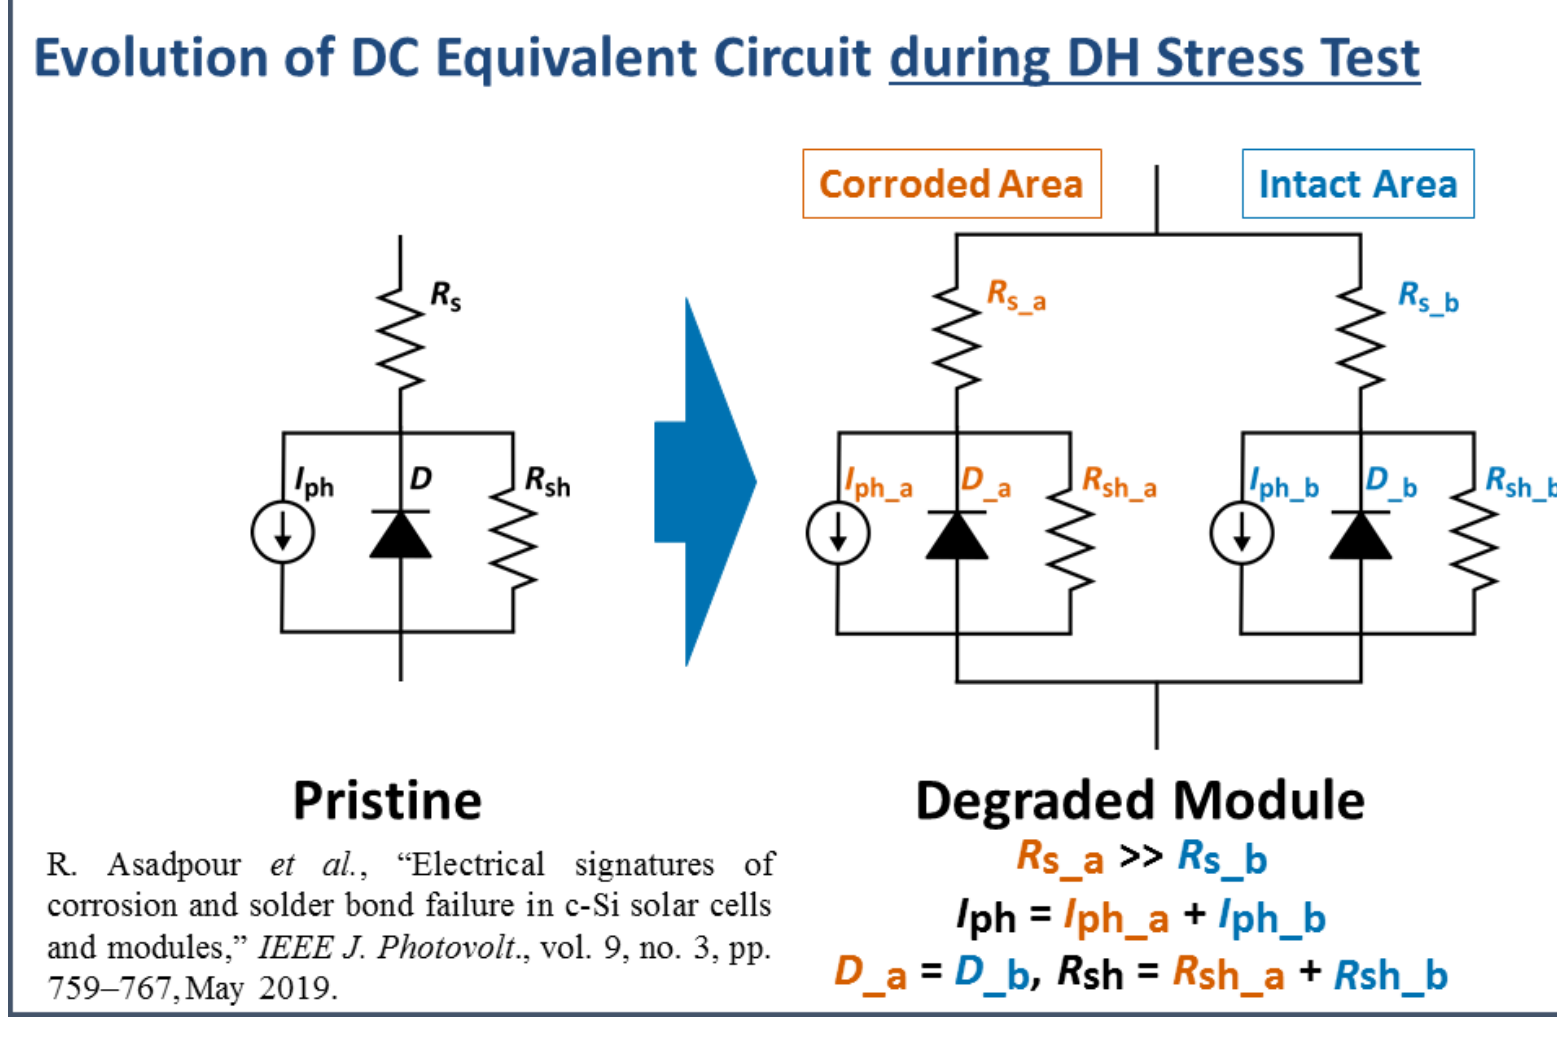 Evolution of DC Equivalent Circuit during DH Stress Test
Corroded Area
Intact Area
Rs
Iph
D
Rsh
Rs_a
Iph_a
D_a
Rsh_a
Rs_b
Iph_b
D_b
Rsh_b
Pristine
R. Asadpour et al., “Electrical signatures of
corrosion and solder bond failure in c-Si solar cells
and modules,” IEEE J. Photovolt., vol. 9, no. 3, pp.
759–767, May 2019.
Degraded Module
Rs_a >> Rs_b
Iph = Iph_a + Iph_b
D_a = D_b, Rsh = Rsh_a + Rsh_b